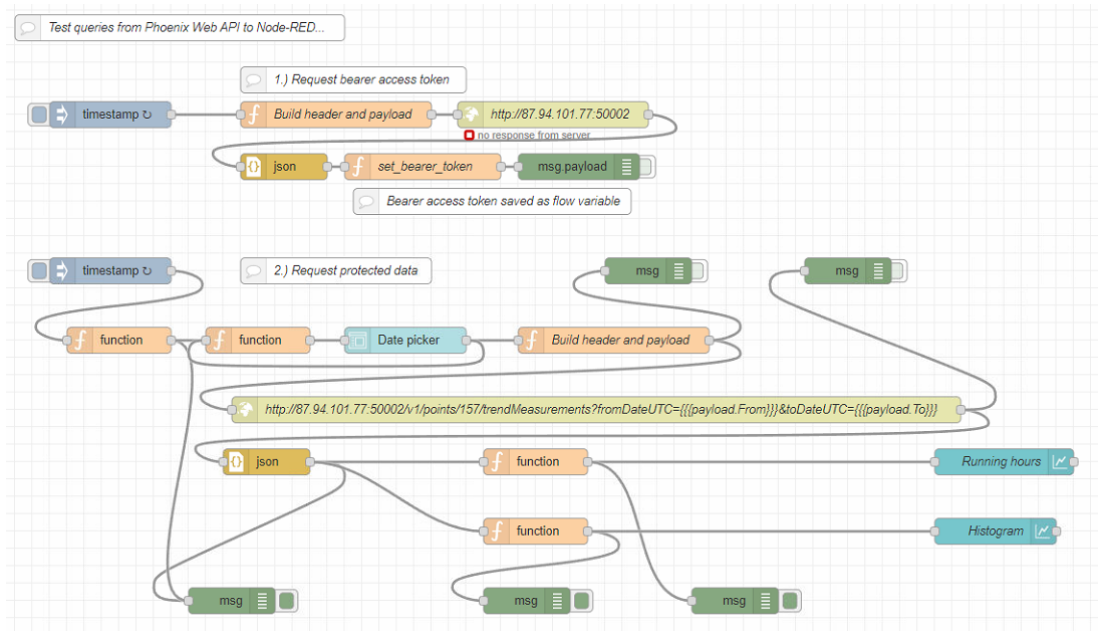 Test queries from Phoenix Web API to Node-RED...
1.) Request bearer access token
timestamp ↻
Build header and payload
http://87.94.101.77:50002
no response from server
json
set_bearer_token
msg.payload
Bearer access token saved as flow variable
timestamp ↻
2.) Request protected data
msg
msg
function
function
Date picker
Build header and payload
http://87.94.101.77:50002/v1/points/157/trendMeasurements?fromDateUTC={{{payload.From}}}&toDateUTC={{{payload.To}}}
json
function
Running hours
function
Histogram
msg
msg
msg